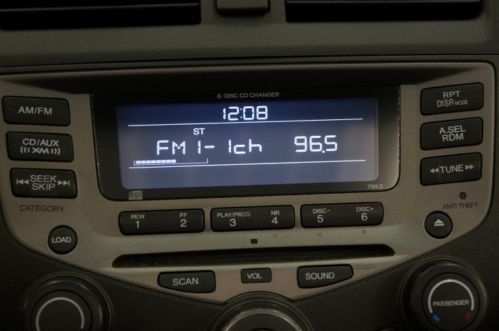 6-DISC CD CHANGER
AM/FM
12:08
RPT
DISP-MODE
CD/AUX
((XM))
ST
FM1-1ch 96.5
A.SEL
RDM
SEEK
SKIP
TUNE
7BK2
CATEGORY
REW
1
FF
2
PLAY/PROG
3
NR
4
DISC-
5
DISC+
6
ANTI THEFT
LOAD
SCAN
VOL
SOUND
PASSENGER